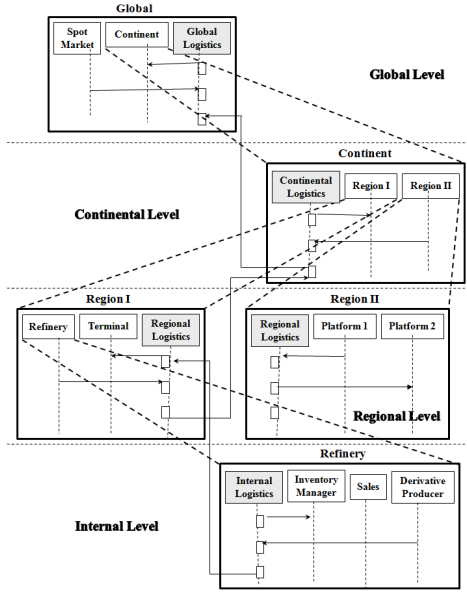 Global
Spot
Market
Continent
Global
Logistics
Global Level
Continent
Continental
Logistics
Region I
Region II
Continental Level
Region I
Refinery
Terminal
Regional
Logistics
Region II
Regional
Logistics
Platform 1
Platform 2
Regional Level
Refinery
Internal
Logistics
Inventory
Manager
Sales
Derivative
Producer
Internal Level